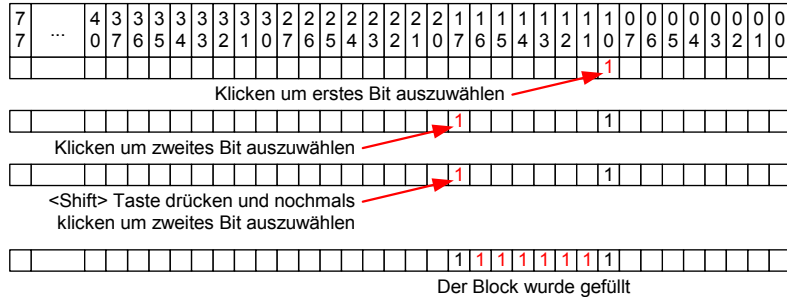 7 ... 4 3 3 3 3 3 3 3 3 2 2 2 2 2 2 2 2 1 1 1 1 1 1 1 1 0 0 0 0 0 0 0 0
7 0 7 6 5 4 3 2 1 0 7 6 5 4 3 2 1 0 7 6 5 4 3 2 1 0 7 6 5 4 3 2 1 0
1
Klicken um erstes Bit auszuwählen
1 1
Klicken um zweites Bit auszuwählen
1 1
<Shift> Taste drücken und nochmals
klicken um zweites Bit auszuwählen
1 1 1 1 1 1 1 1
Der Block wurde gefüllt